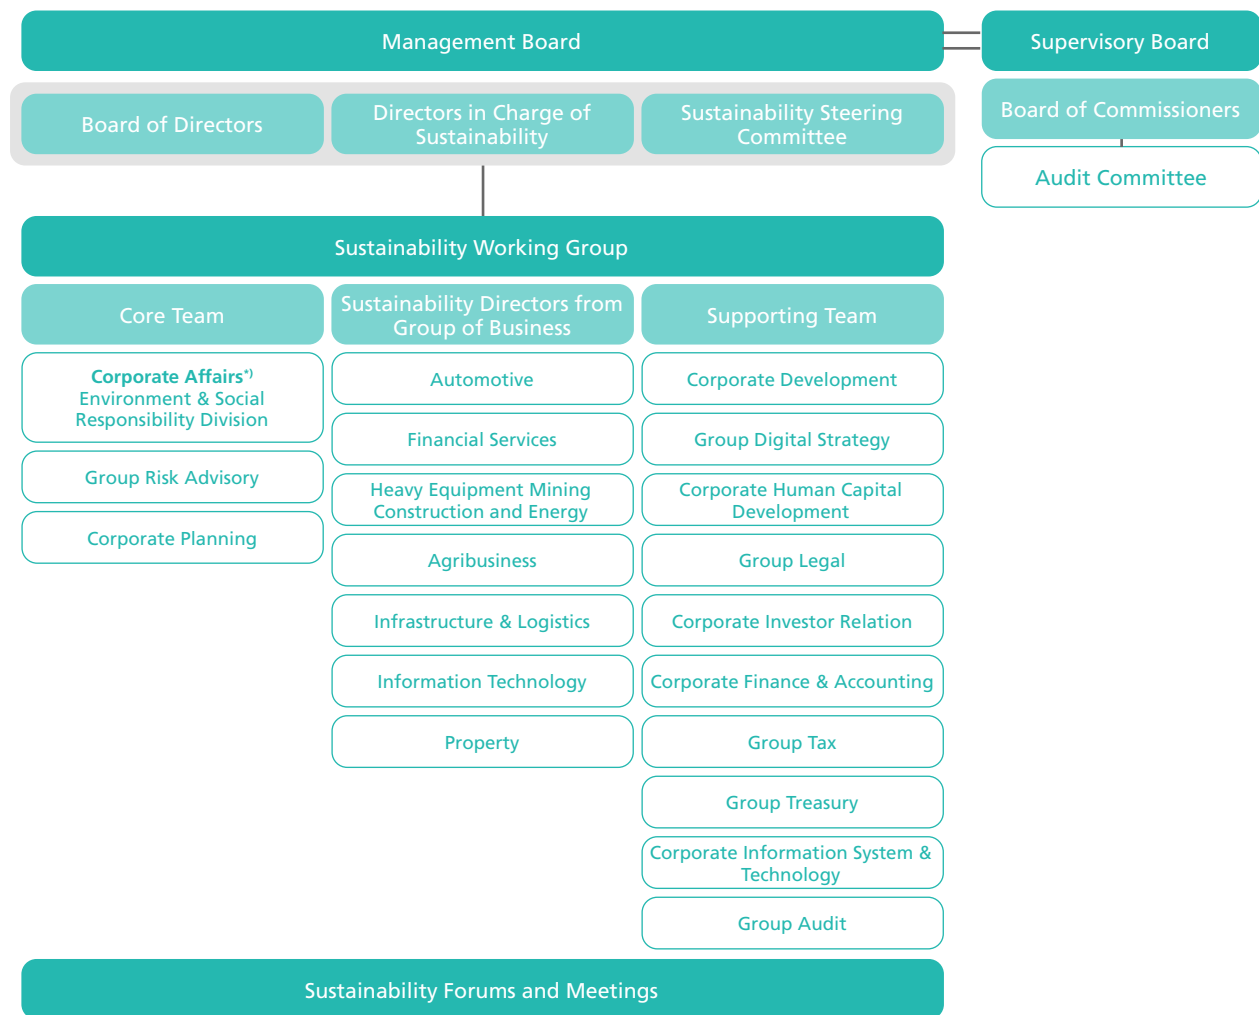 Management Board
Supervisory Board
Board of Directors
Directors in Charge of
Sustainability
Sustainability Steering
Committee
Board of Commissioners
Audit Committee
Sustainability Working Group
Core Team
Sustainability Directors from
Group of Business
Supporting Team
Corporate Affairs*)
Environment & Social
Responsibility Division
Group Risk Advisory
Corporate Planning
Automotive
Financial Services
Heavy Equipment Mining
Construction and Energy
Agribusiness
Infrastructure & Logistics
Information Technology
Property
Corporate Development
Group Digital Strategy
Corporate Human Capital
Development
Group Legal
Corporate Investor Relation
Corporate Finance & Accounting
Group Tax
Group Treasury
Corporate Information System &
Technology
Group Audit
Sustainability Forums and Meetings